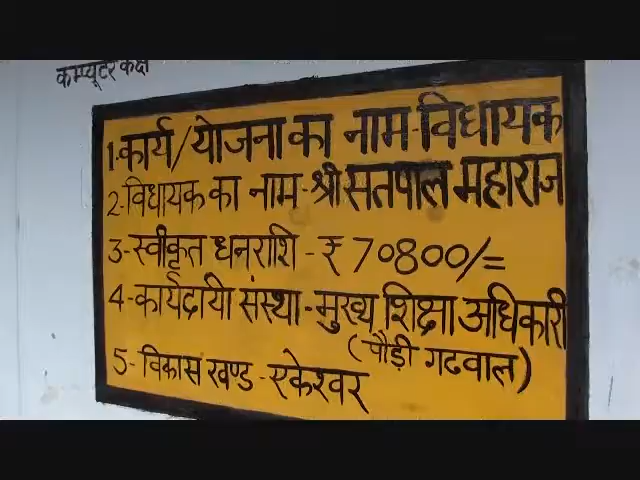 कम्प्यूटर कक्ष
1.कार्य/योजना का नाम-विधायक
2-विधायक का नाम-श्री सतपाल महाराज
3-स्वीकृत धनराशि-₹70800/=
4-कार्यदायी संस्था-मुख्य शिक्षा अधिकारी
(पौड़ी गढवाल)
5-विकास खण्ड-एकेश्वर